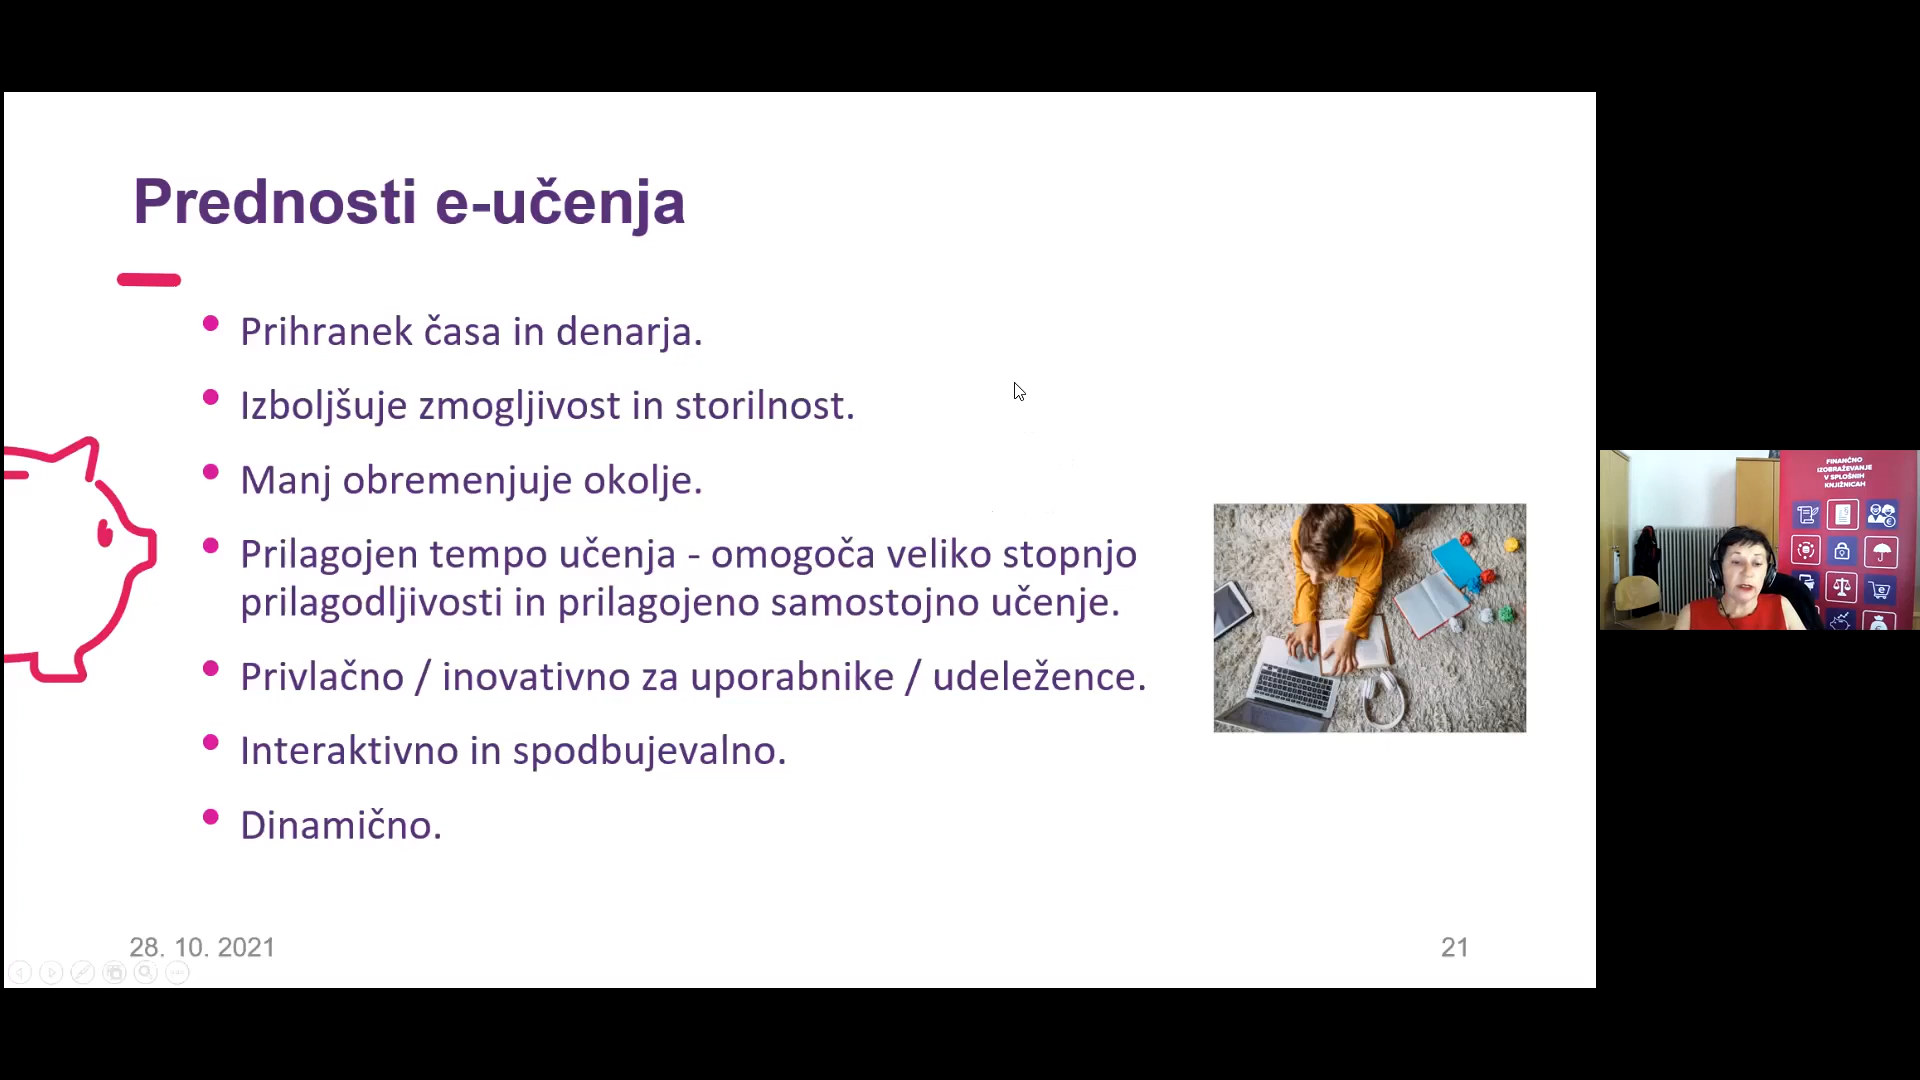 Prednosti e-učenja
Prihranek časa in denarja.
Izboljšuje zmogljivost in storilnost.
Manj obremenjuje okolje.
Prilagojen tempo učenja - omogoča veliko stopnjo
prilagodljivosti in prilagojeno samostojno učenje.
Privlačno / inovativno za uporabnike / udeležence.
Interaktivno in spodbujevalno.
Dinamično.
28. 10. 2021
21
FINANČNO
IZOBRAŽEVANJE
V SPLOŠNIH
KNJIŽNICAH